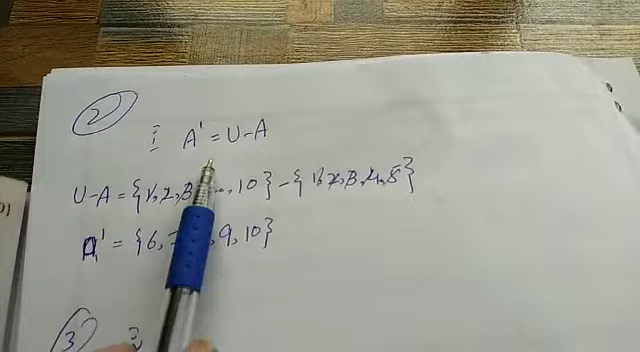 2
i A' = U-A
U-A = {1,2,3,...,10} - {1,2,3,4,5}
A' = {6, 9, 10}
3